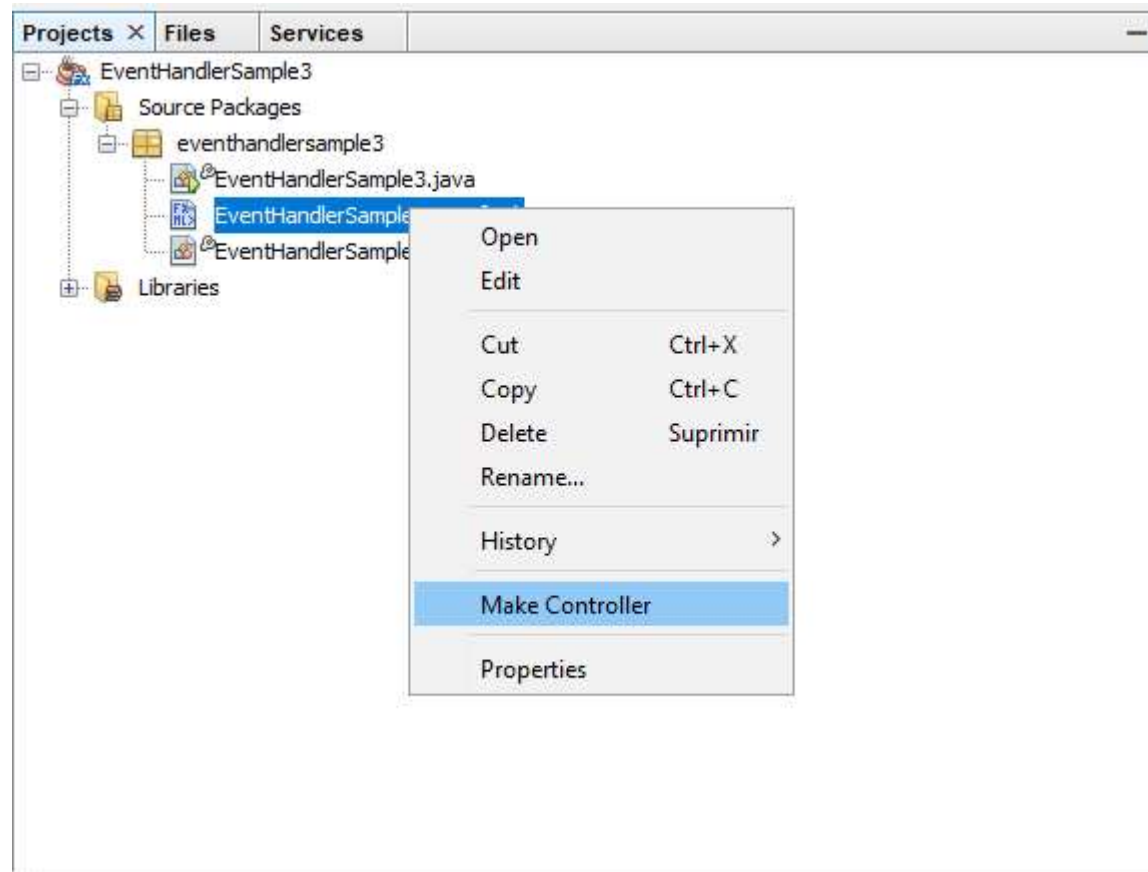 Projects Files Services
EventHandlerSample3
Source Packages
eventhandlersample3
EventHandlerSample3.java
EventHandlerSample
EventHandlerSample
Libraries
Open
Edit
Cut Ctrl+X
Copy Ctrl+C
Delete Suprimir
Rename...
History
Make Controller
Properties